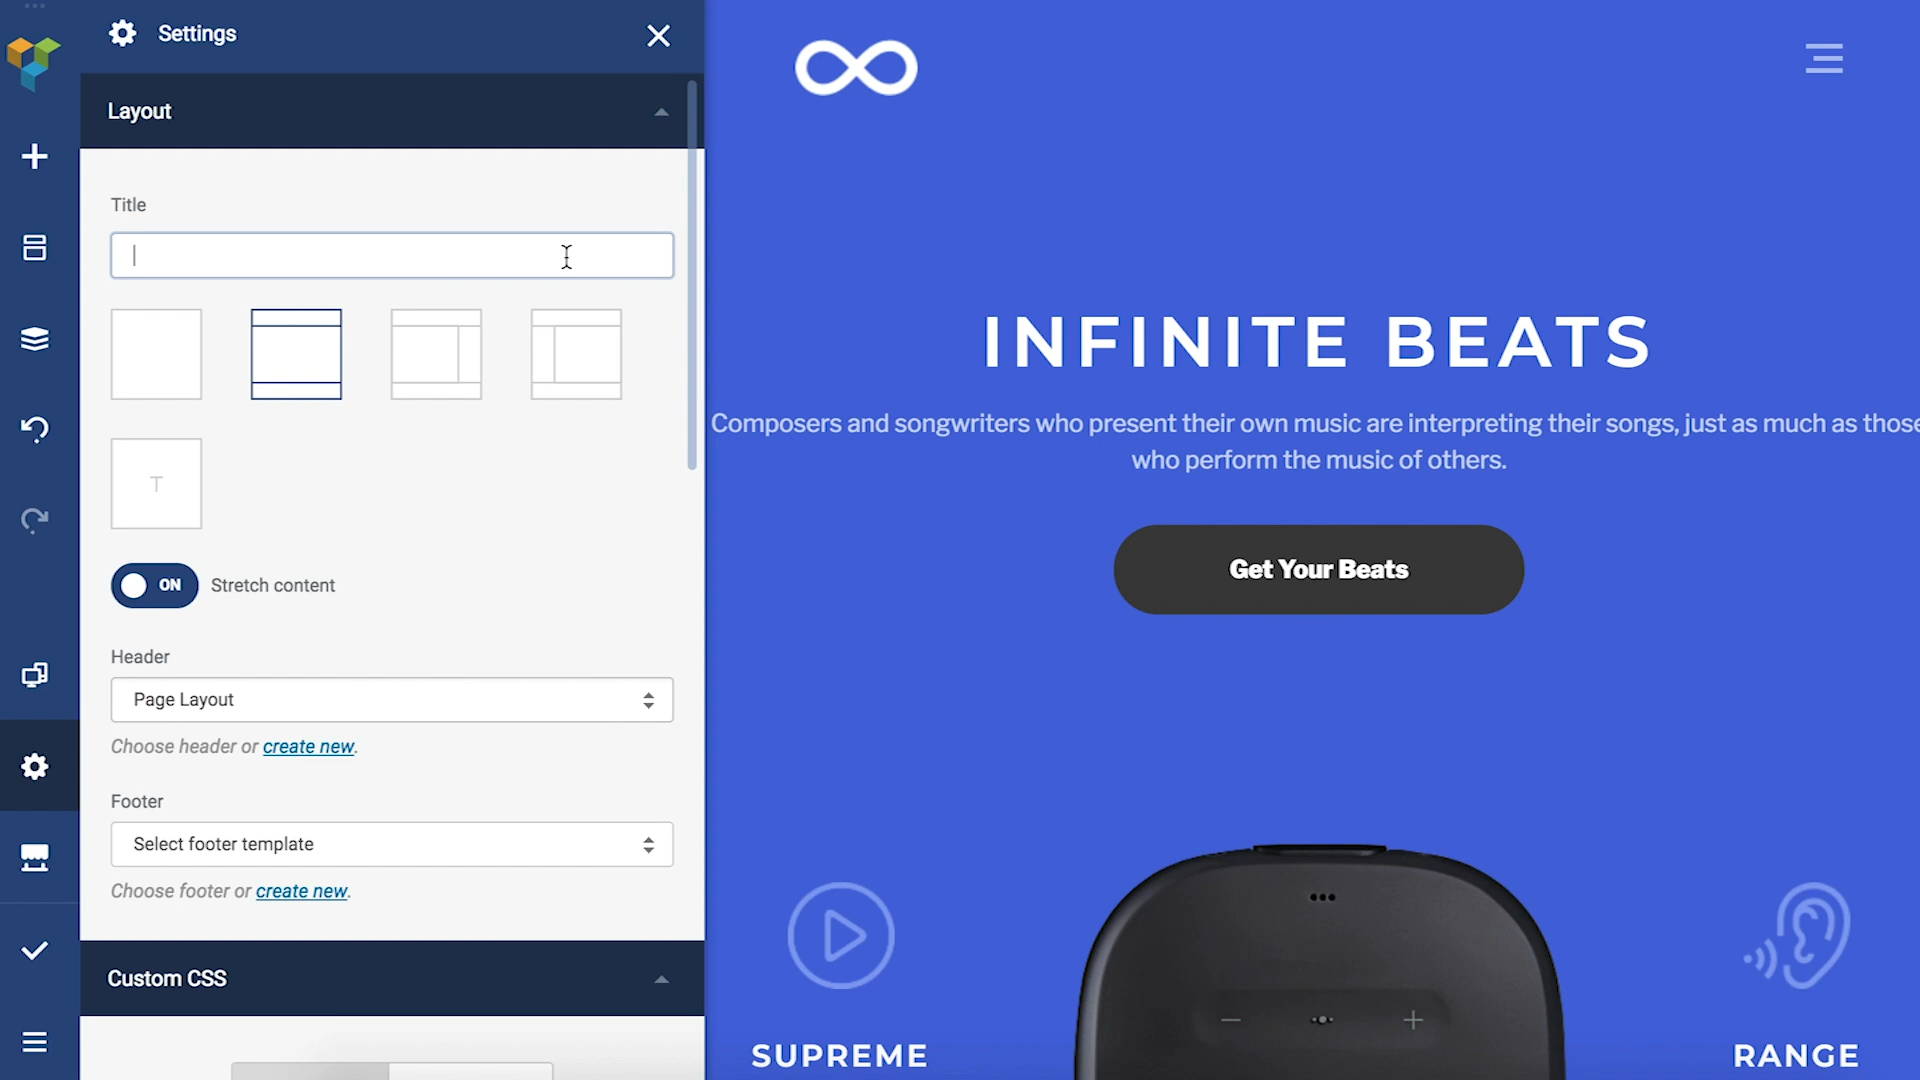 Settings
Layout
Title
T
ON
Stretch content
Header
Page Layout
Choose header or create new.
Footer
Select footer template
Choose footer or create new.
Custom CSS
INFINITE BEATS
Composers and songwriters who present their own music are interpreting their songs, just as much as those
who perform the music of others.
Get Your Beats
SUPREME
RANGE